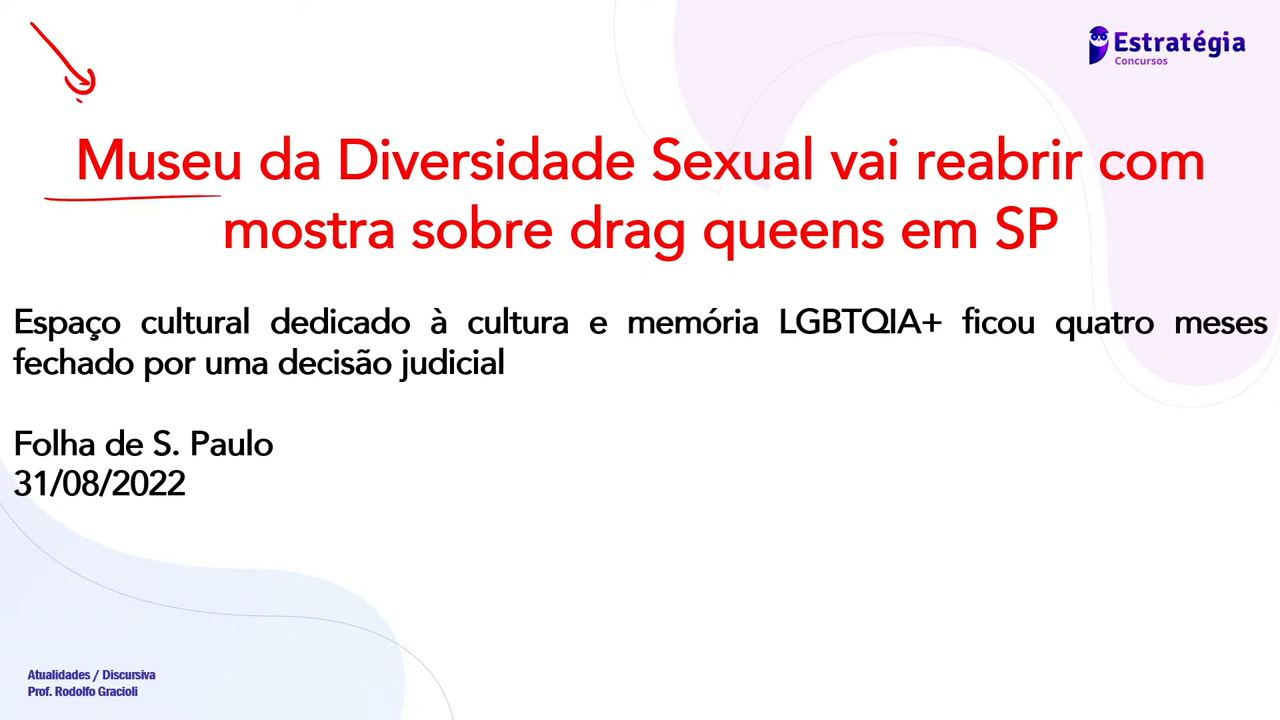 Estratégia
Concursos
Museu da Diversidade Sexual vai reabrir com
mostra sobre drag queens em SP
Espaço cultural dedicado à cultura e memória LGBTQIA+ ficou quatro meses
fechado por uma decisão judicial
Folha de S. Paulo
31/08/2022
Atualidades / Discursiva
Prof. Rodolfo Gracioli